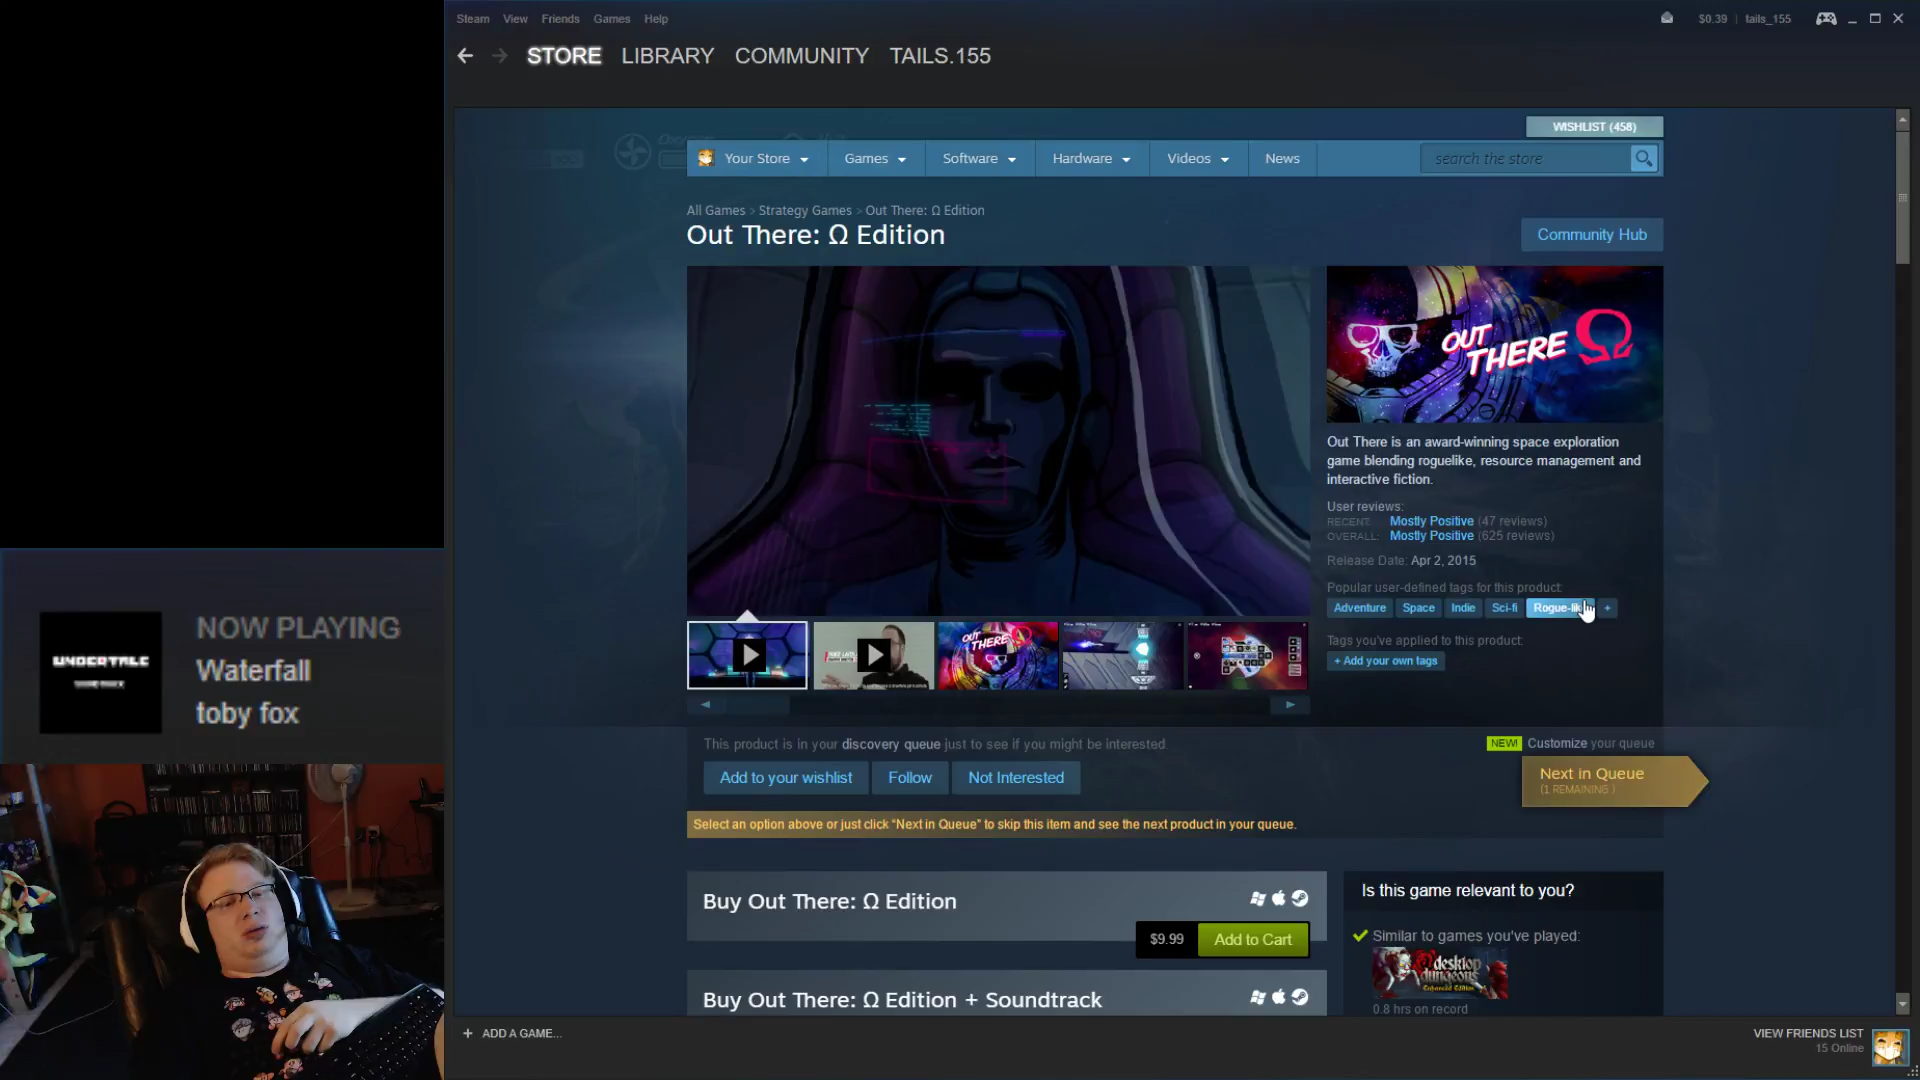 Steam View Friends Games Help
$0.39 tails_155
STORE LIBRARY COMMUNITY TAILS.155
WISHLIST (458)
Your Store Games Software Hardware Videos News
search the store
All Games > Strategy Games > Out There: Ω Edition
Out There: Ω Edition
Community Hub
OUT THERE Ω
Out There is an award-winning space exploration
game blending roguelike, resource management and
interactive fiction.
User reviews:
RECENT: Mostly Positive (47 reviews)
OVERALL: Mostly Positive (625 reviews)
Release Date: Apr 2, 2015
Popular user-defined tags for this product:
Adventure Space Indie Sci-fi +
Tags you've applied to this product:
+ Add your own tags
OUT THERE
UNDERTALE
NOW PLAYING
Waterfall
toby fox
This product is in your discovery queue just to see if you might be interested.
NEW! Customize your queue
Add to your wishlist Follow Not Interested
Next in Queue
(1 REMAINING )
Select an option above or just click "Next in Queue" to skip this item and see the next product in your queue.
Buy Out There: Ω Edition
$9.99 Add to Cart
Buy Out There: Ω Edition + Soundtrack
Is this game relevant to you?
Similar to games you've played:
desktop
dungeons
Enhanced Edition
0.8 hrs on record
+ ADD A GAME...
VIEW FRIENDS LIST
15 Online